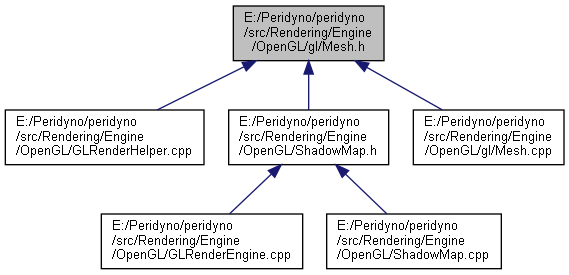 E:/Peridyno/peridyno
/src/Rendering/Engine
/OpenGL/gl/Mesh.h
E:/Peridyno/peridyno
/src/Rendering/Engine
/OpenGL/GLRenderHelper.cpp
E:/Peridyno/peridyno
/src/Rendering/Engine
/OpenGL/ShadowMap.h
E:/Peridyno/peridyno
/src/Rendering/Engine
/OpenGL/gl/Mesh.cpp
E:/Peridyno/peridyno
/src/Rendering/Engine
/OpenGL/GLRenderEngine.cpp
E:/Peridyno/peridyno
/src/Rendering/Engine
/OpenGL/ShadowMap.cpp